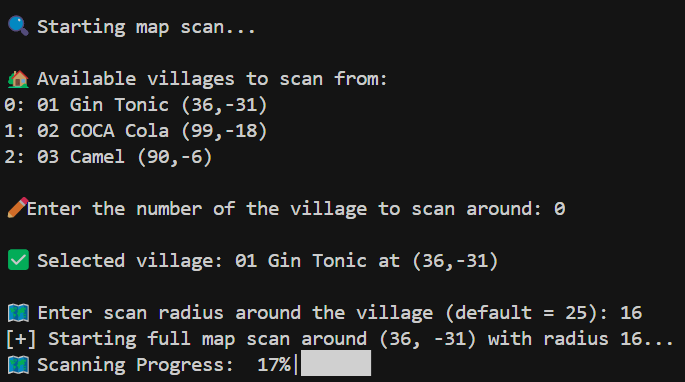 🔍 Starting map scan...
🏠 Available villages to scan from:
0: 01 Gin Tonic (36,-31)
1: 02 COCA Cola (99,-18)
2: 03 Camel (90,-6)
✏️Enter the number of the village to scan around: 0
✅ Selected village: 01 Gin Tonic at (36,-31)
🗺️ Enter scan radius around the village (default = 25): 16
[+] Starting full map scan around (36, -31) with radius 16...
🗺️ Scanning Progress:  17%|